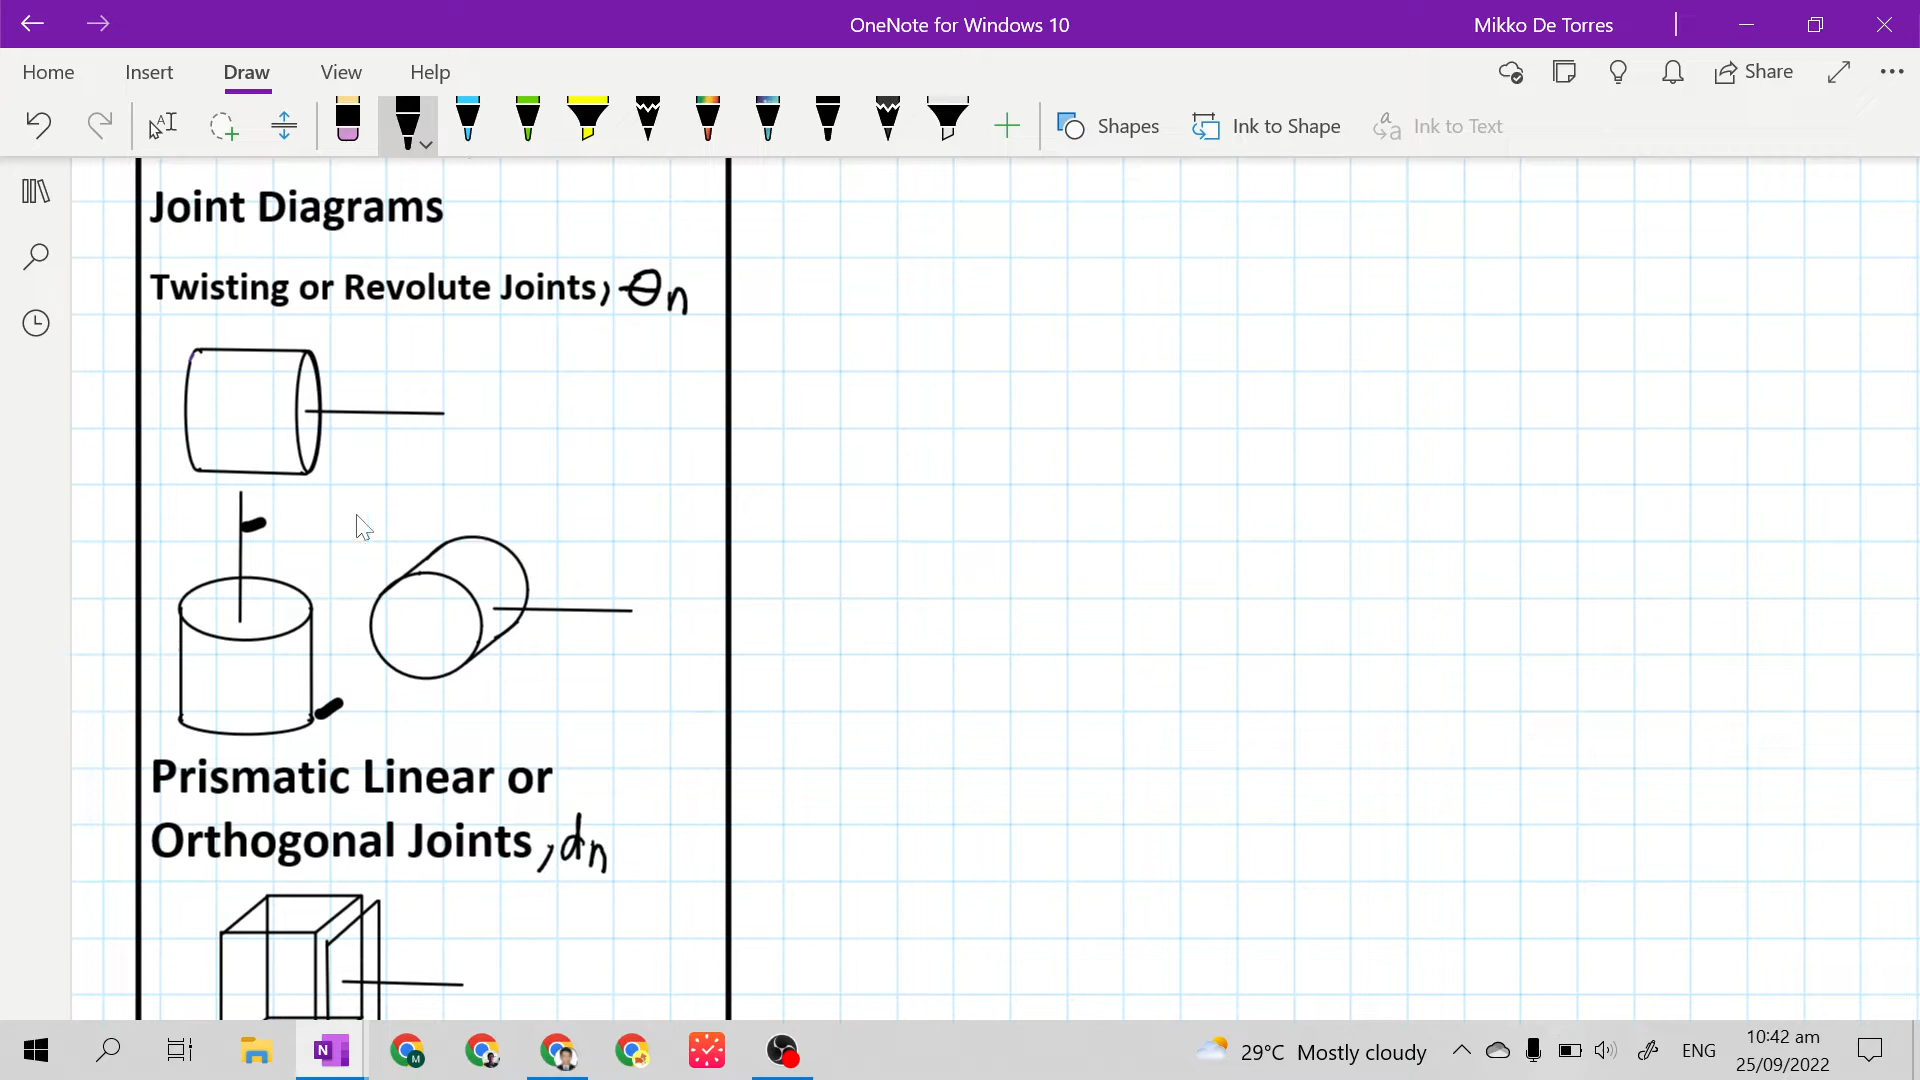 OneNote for Windows 10
Mikko De Torres
Home Insert Draw View Help
Share
Shapes
Ink to Shape
Ink to Text
Joint Diagrams
Twisting or Revolute Joints, θn
Prismatic Linear or
Orthogonal Joints, dn
29°C Mostly cloudy
ENG
10:42 am
25/09/2022